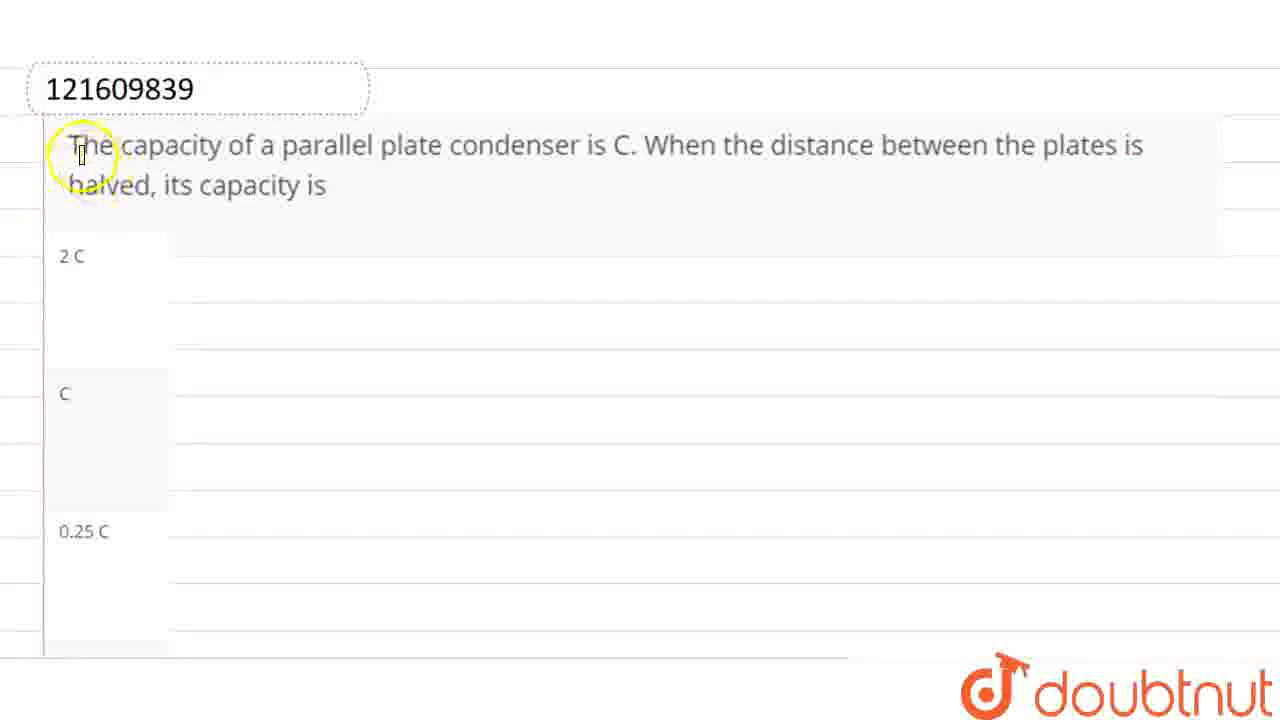 121609839
The capacity of a parallel plate condenser is C. When the distance between the plates is
halved, its capacity is
2 C
C
0.25 C
doubtnut